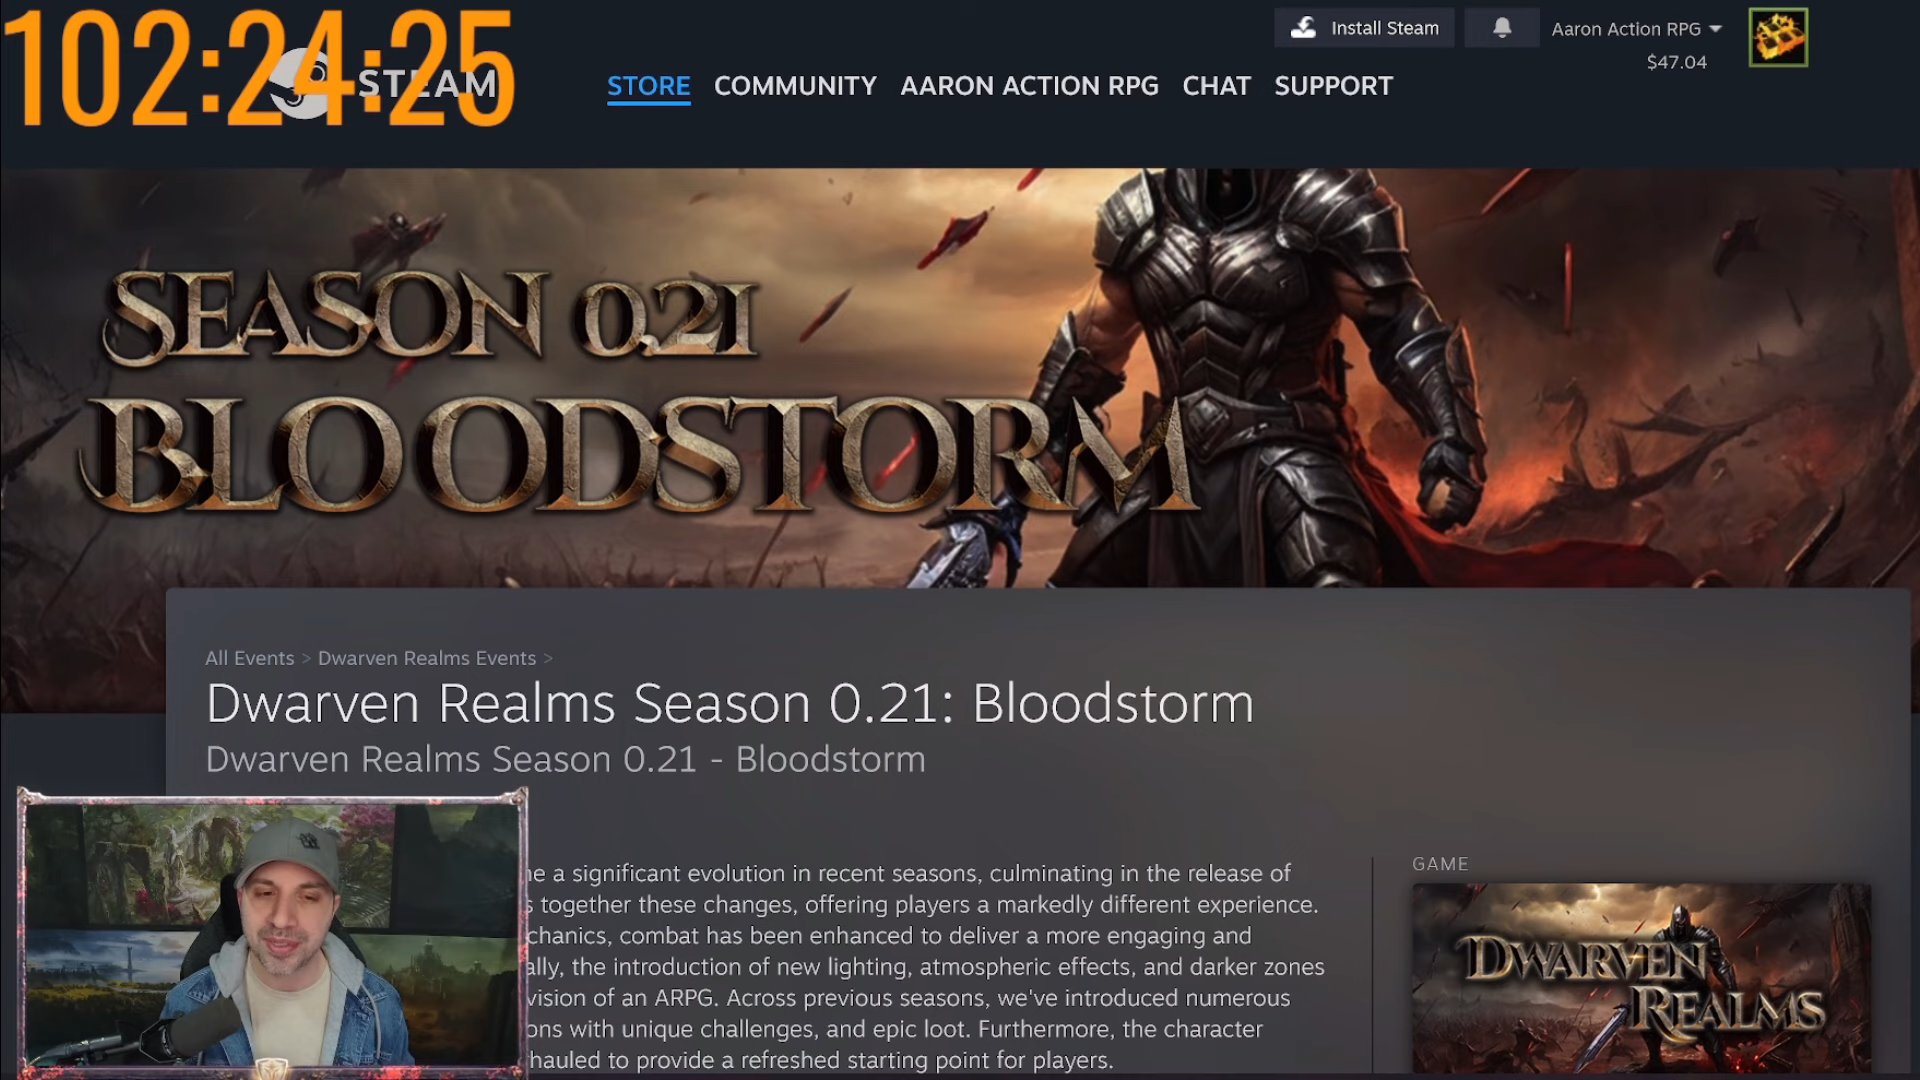 102:24:25
STEAM
STORE COMMUNITY AARON ACTION RPG CHAT SUPPORT
Install Steam
Aaron Action RPG
$47.04
SEASON 0.21
BLOODSTORM
All Events > Dwarven Realms Events >
Dwarven Realms Season 0.21: Bloodstorm
Dwarven Realms Season 0.21 - Bloodstorm
a significant evolution in recent seasons, culminating in the release of
together these changes, offering players a markedly different experience.
combat has been enhanced to deliver a more engaging and
the introduction of new lighting, atmospheric effects, and darker zones
vision of an ARPG. Across previous seasons, we've introduced numerous
with unique challenges, and epic loot. Furthermore, the character
to provide a refreshed starting point for players.
GAME
DWARVEN
REALMS